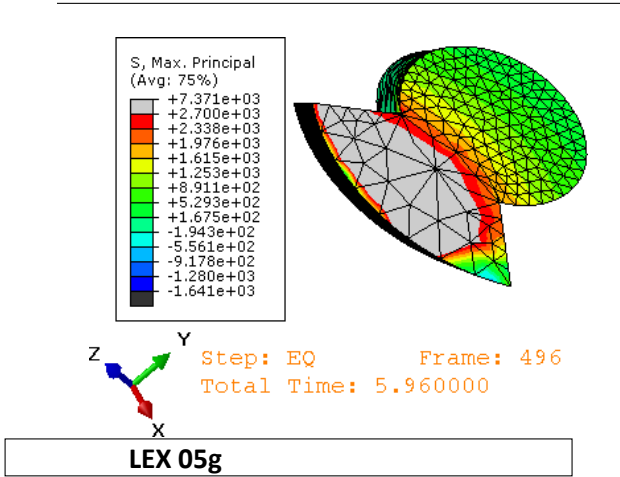 S, Max. Principal
(Avg: 75%)
+7.371e+03
+2.700e+03
+2.338e+03
+1.976e+03
+1.615e+03
+1.253e+03
+8.911e+02
+5.293e+02
+1.675e+02
-1.943e+02
-5.561e+02
-9.178e+02
-1.280e+03
-1.641e+03
Z
Y
X
Step: EQ Frame: 496
Total Time: 5.960000
LEX 05g